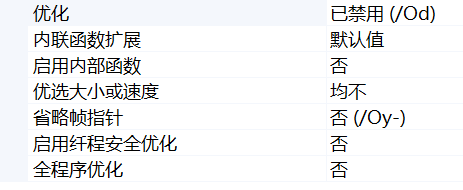 优化 已禁用 (/Od)
内联函数扩展 默认值
启用内部函数 否
优选大小或速度 均不
省略帧指针 否 (/Oy-)
启用纤程安全优化 否
全程序优化 否